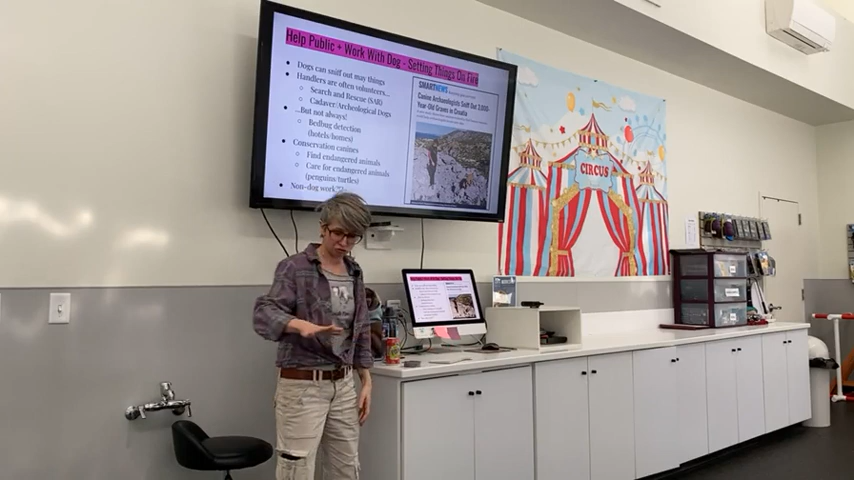 Help Public + Work With Dog - Setting Things On Fire
Dogs can sniff out may things
Handlers are often volunteers...
Search and Rescue (SAR)
Cadaver/Archeological Dogs
...But not always!
Bedbug detection
(hotels/homes)
Conservation canines
Find endangered animals
Care for endangered animals
(penguins/turtles)
Non-dog work??
SMARTNEWS
Canine Archaeologists Sniff Out 3,000-
Year-Old Graves in Croatia
CIRCUS